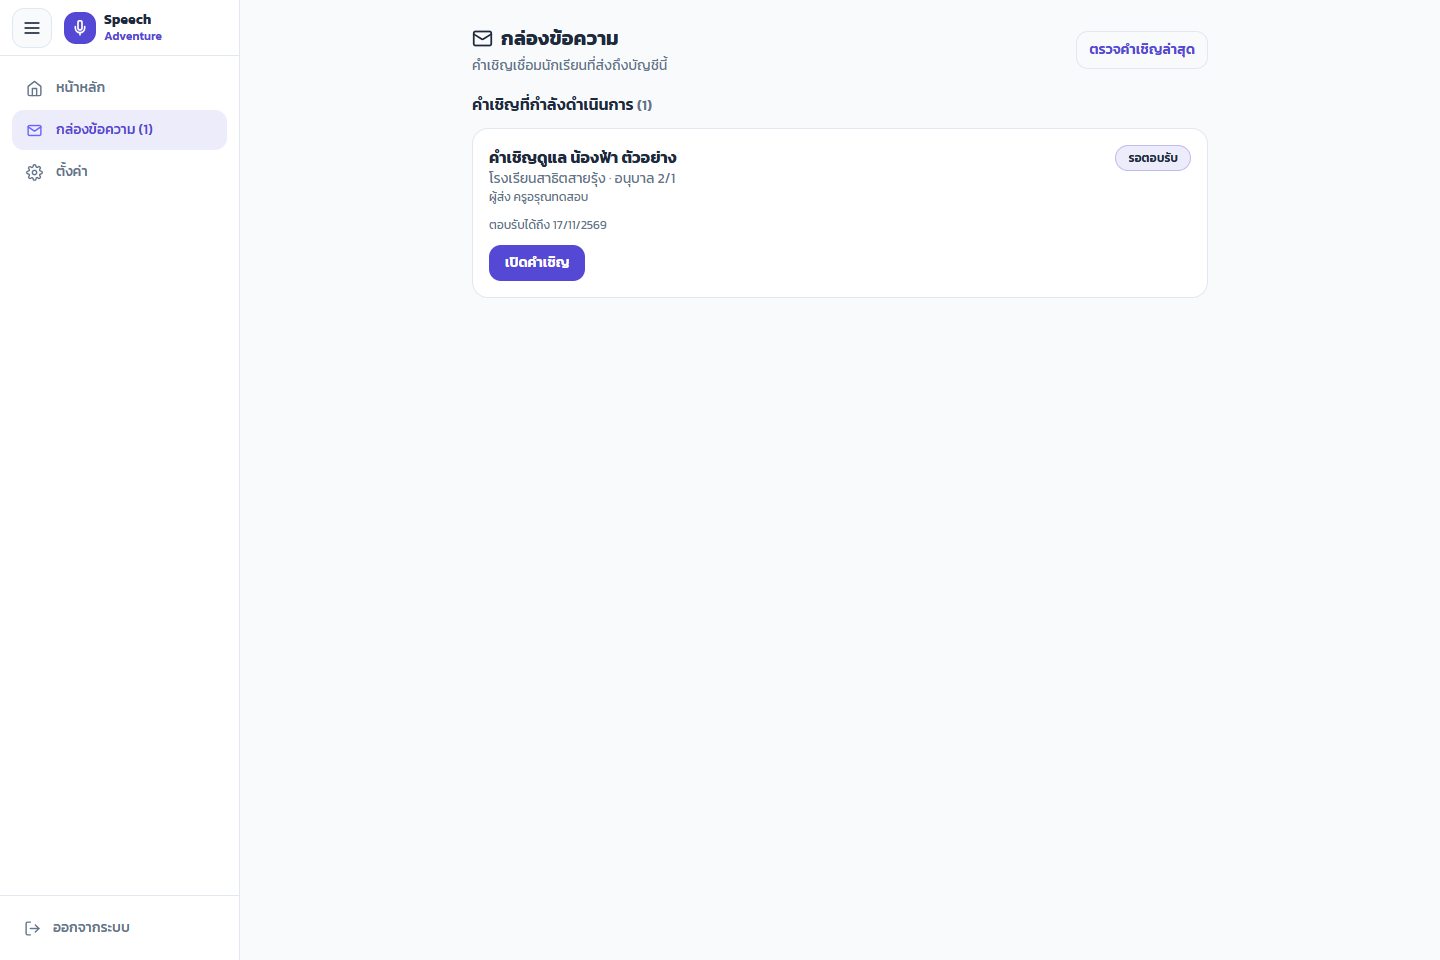 Speech
Adventure
หน้าหลัก
กล่องข้อความ (1)
ตั้งค่า
ออกจากระบบ
กล่องข้อความ
คำเชิญเชื่อมนักเรียนที่ส่งถึงบัญชีนี้
ตรวจคำเชิญล่าสุด
คำเชิญที่กำลังดำเนินการ (1)
คำเชิญดูแล น้องฟ้า ตัวอย่าง
รอตอบรับ
โรงเรียนสาธิตสายรุ้ง · อนุบาล 2/1
ผู้ส่ง ครูอรุณทดสอบ
ตอบรับได้ถึง 17/11/2569
เปิดคำเชิญ